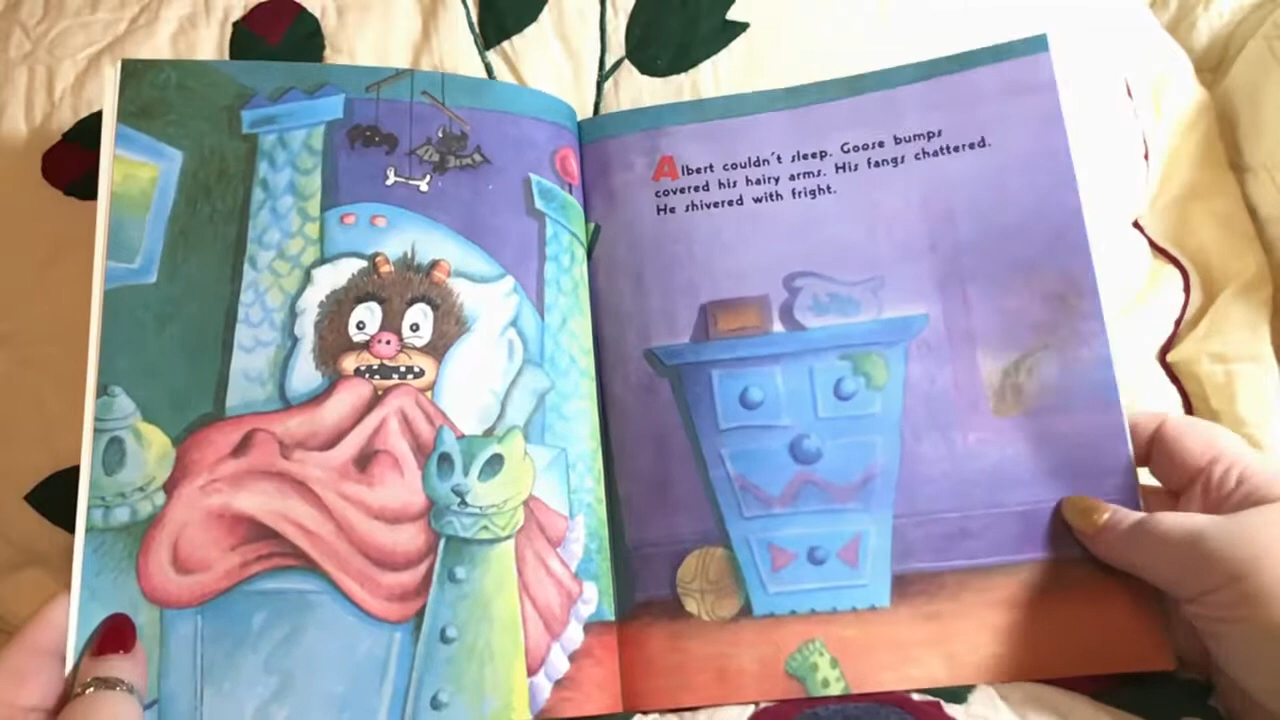 Albert couldn't sleep. Goose bumps
covered his hairy arms. His fangs chattered.
He shivered with fright.